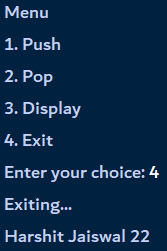 Menu
1. Push
2. Pop
3. Display
4. Exit
Enter your choice: 4
Exiting...
Harshit Jaiswal 22